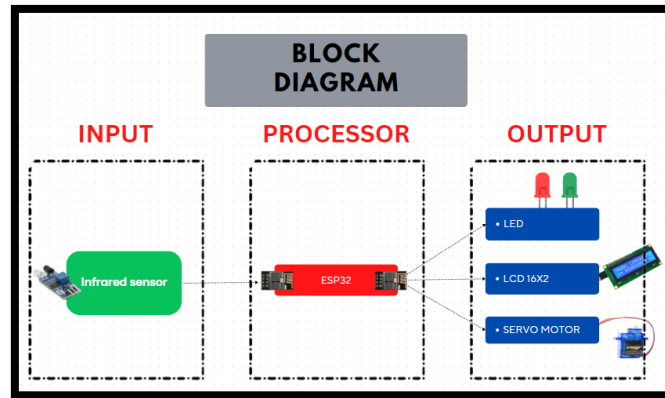 BLOCK
DIAGRAM
INPUT
PROCESSOR
OUTPUT
Infrared sensor
ESP32
• LED
• LCD 16X2
• SERVO MOTOR